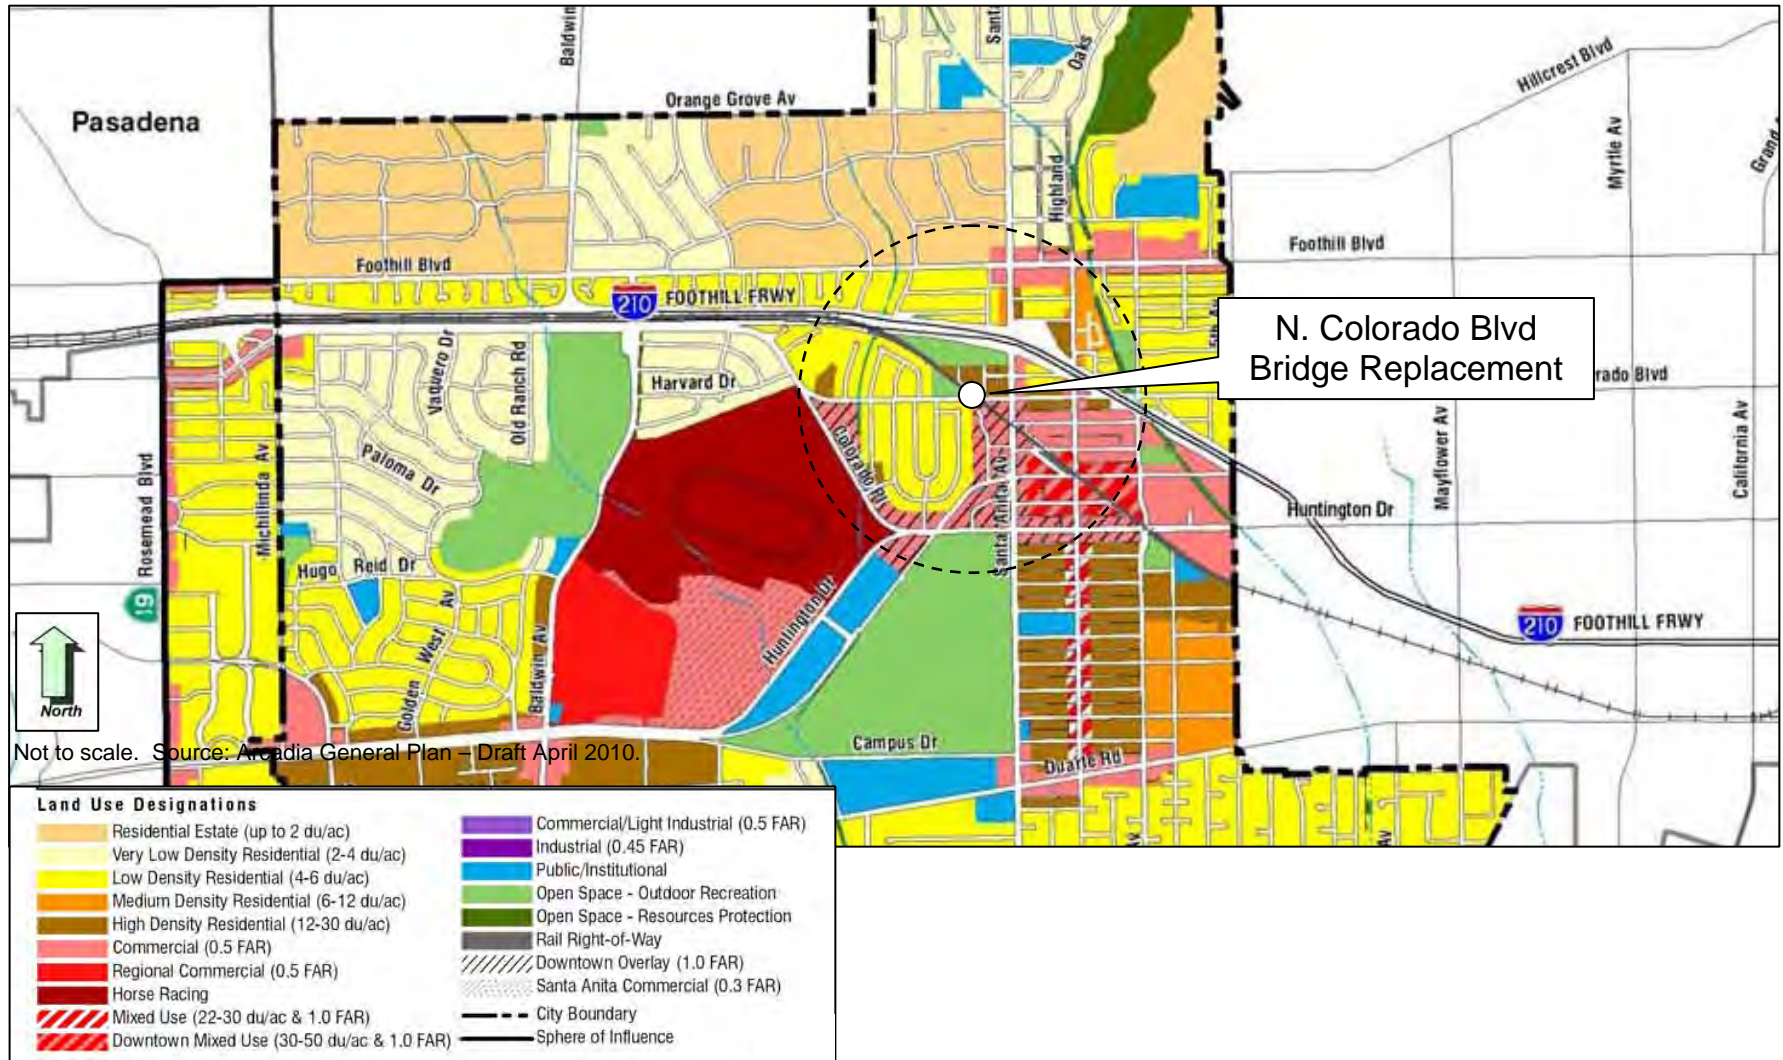 Baldwin
Santa
Oaks
Hillcrest Blvd
Orange Grove Av
Pasadena
Myrtle Av
Grand
Highland
Foothill Blvd
Foothill Blvd
210 FOOTHILL FRWY
N. Colorado Blvd
Bridge Replacement
5th A
rado Blvd
Vaquero Dr
Old Ranch Rd
Harvard Dr
Colorado Pl
Santa Anita Av
Paloma Dr
Rosemead Blvd
Michillinda Av
Mayflower Av
California Av
Huntington Dr
Hugo Reid Dr
19
Golden West Av
Baldwin Av
Huntington Dr
210 FOOTHILL FRWY
North
Campus Dr
Duarte Rd
Not to scale. Source: Arcadia General Plan – Draft April 2010.
Av
Av
Land Use Designations
Residential Estate (up to 2 du/ac)
Very Low Density Residential (2-4 du/ac)
Low Density Residential (4-6 du/ac)
Medium Density Residential (6-12 du/ac)
High Density Residential (12-30 du/ac)
Commercial (0.5 FAR)
Regional Commercial (0.5 FAR)
Horse Racing
Mixed Use (22-30 du/ac & 1.0 FAR)
Downtown Mixed Use (30-50 du/ac & 1.0 FAR)
Commercial/Light Industrial (0.5 FAR)
Industrial (0.45 FAR)
Public/Institutional
Open Space - Outdoor Recreation
Open Space - Resources Protection
Rail Right-of-Way
Downtown Overlay (1.0 FAR)
Santa Anita Commercial (0.3 FAR)
City Boundary
Sphere of Influence